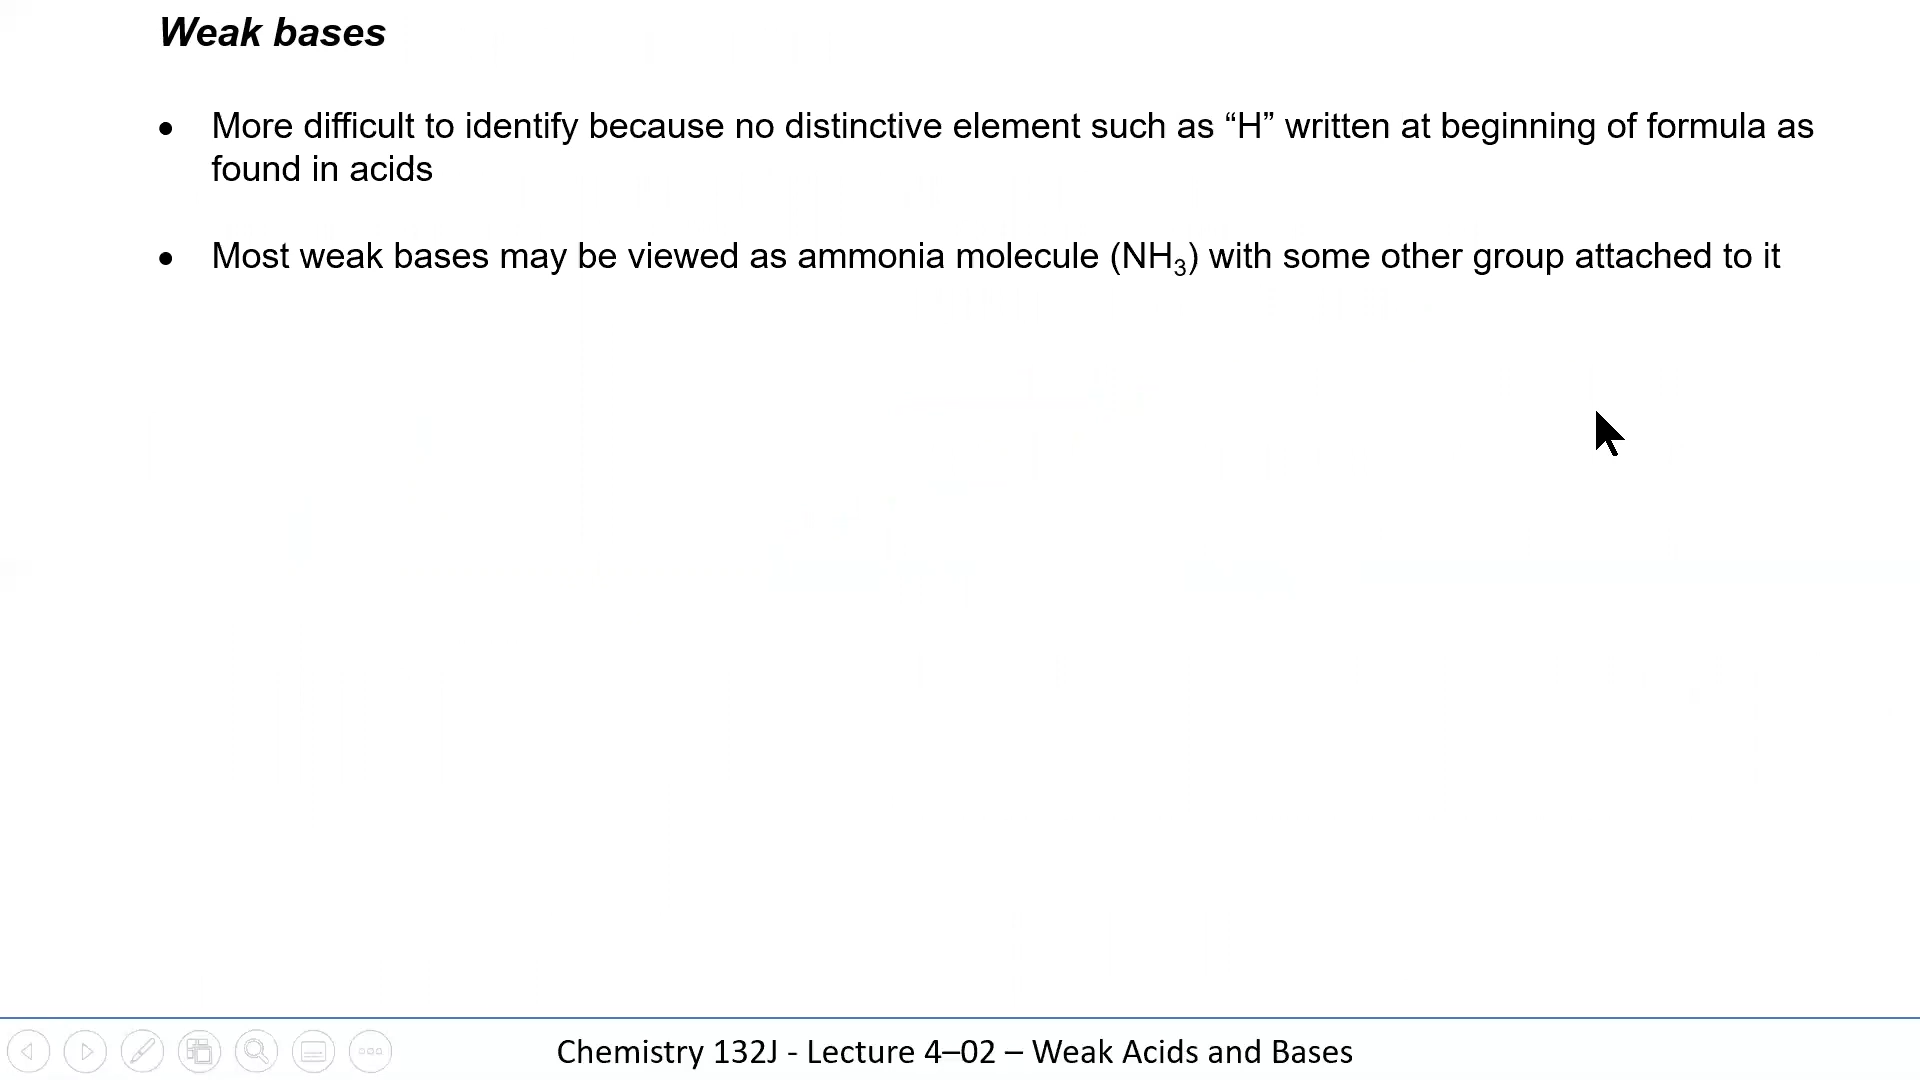 Weak bases
• More difficult to identify because no distinctive element such as “H” written at beginning of formula as
found in acids
• Most weak bases may be viewed as ammonia molecule (NH₃) with some other group attached to it
Chemistry 132J - Lecture 4–02 – Weak Acids and Bases